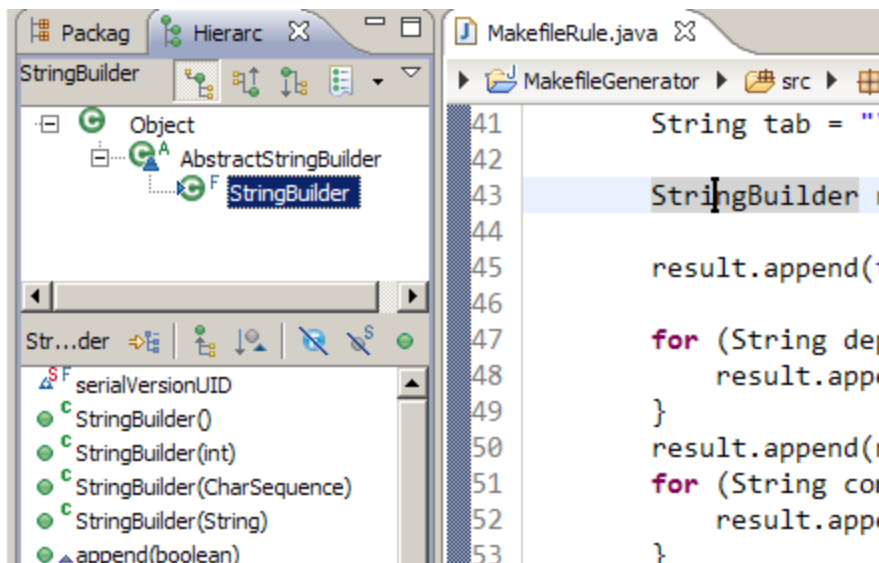 Packag Hierarc
StringBuilder
Object
A
AbstractStringBuilder
F
StringBuilder
Str...der
S
S F
serialVersionUID
C
StringBuilder()
C
StringBuilder(int)
C
StringBuilder(CharSequence)
C
StringBuilder(String)
append(boolean)
MakefileRule.java
MakefileGenerator src
41 String tab = "
42
43 StringBuilder
44
45 result.append(
46
47 for (String dep
48 result.appe
49 }
50 result.append(
51 for (String con
52 result.appe
53 }